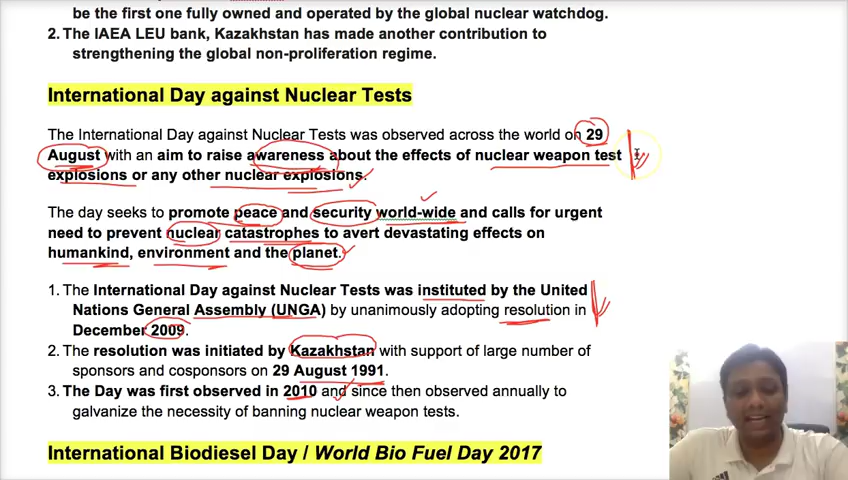 be the first one fully owned and operated by the global nuclear watchdog.
2. The IAEA LEU bank, Kazakhstan has made another contribution to
strengthening the global non-proliferation regime.
International Day against Nuclear Tests
The International Day against Nuclear Tests was observed across the world on 29
August with an aim to raise awareness about the effects of nuclear weapon test
explosions or any other nuclear explosions.
The day seeks to promote peace and security world-wide and calls for urgent
need to prevent nuclear catastrophes to avert devastating effects on
humankind, environment and the planet.
1. The International Day against Nuclear Tests was instituted by the United
Nations General Assembly (UNGA) by unanimously adopting resolution in
December 2009.
2. The resolution was initiated by Kazakhstan with support of large number of
sponsors and cosponsors on 29 August 1991.
3. The Day was first observed in 2010 and since then observed annually to
galvanize the necessity of banning nuclear weapon tests.
International Biodiesel Day / World Bio Fuel Day 2017